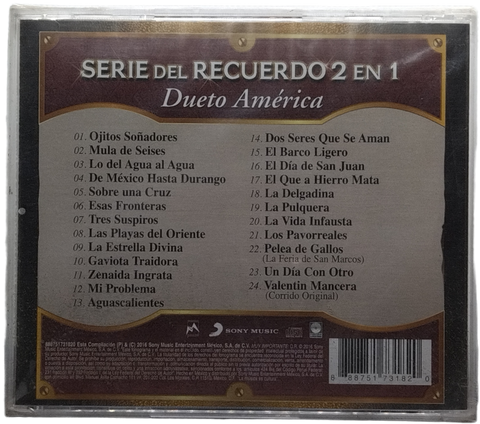 SERIE DEL RECUERDO 2 EN 1
Dueto América
01. Ojitos Soñadores
02. Mula de Seises
03. Lo del Agua al Agua
04. De México Hasta Durango
05. Sobre una Cruz
06. Esas Fronteras
07. Tres Suspiros
08. Las Playas del Oriente
09. La Estrella Divina
10. Gaviota Traidora
11. Zenaida Ingrata
12. Mi Problema
13. Aguascalientes
14. Dos Seres Que Se Aman
15. El Barco Ligero
16. El Día de San Juan
17. El Que a Hierro Mata
18. La Delgadina
19. La Pulquera
20. La Vida Infausta
21. Los Pavorreales
22. Pelea de Gallos
(La Feria de San Marcos)
23. Un Día Con Otro
24. Valentín Mancera
(Corrido Original)
SONY MUSIC
8 88751 73182 0